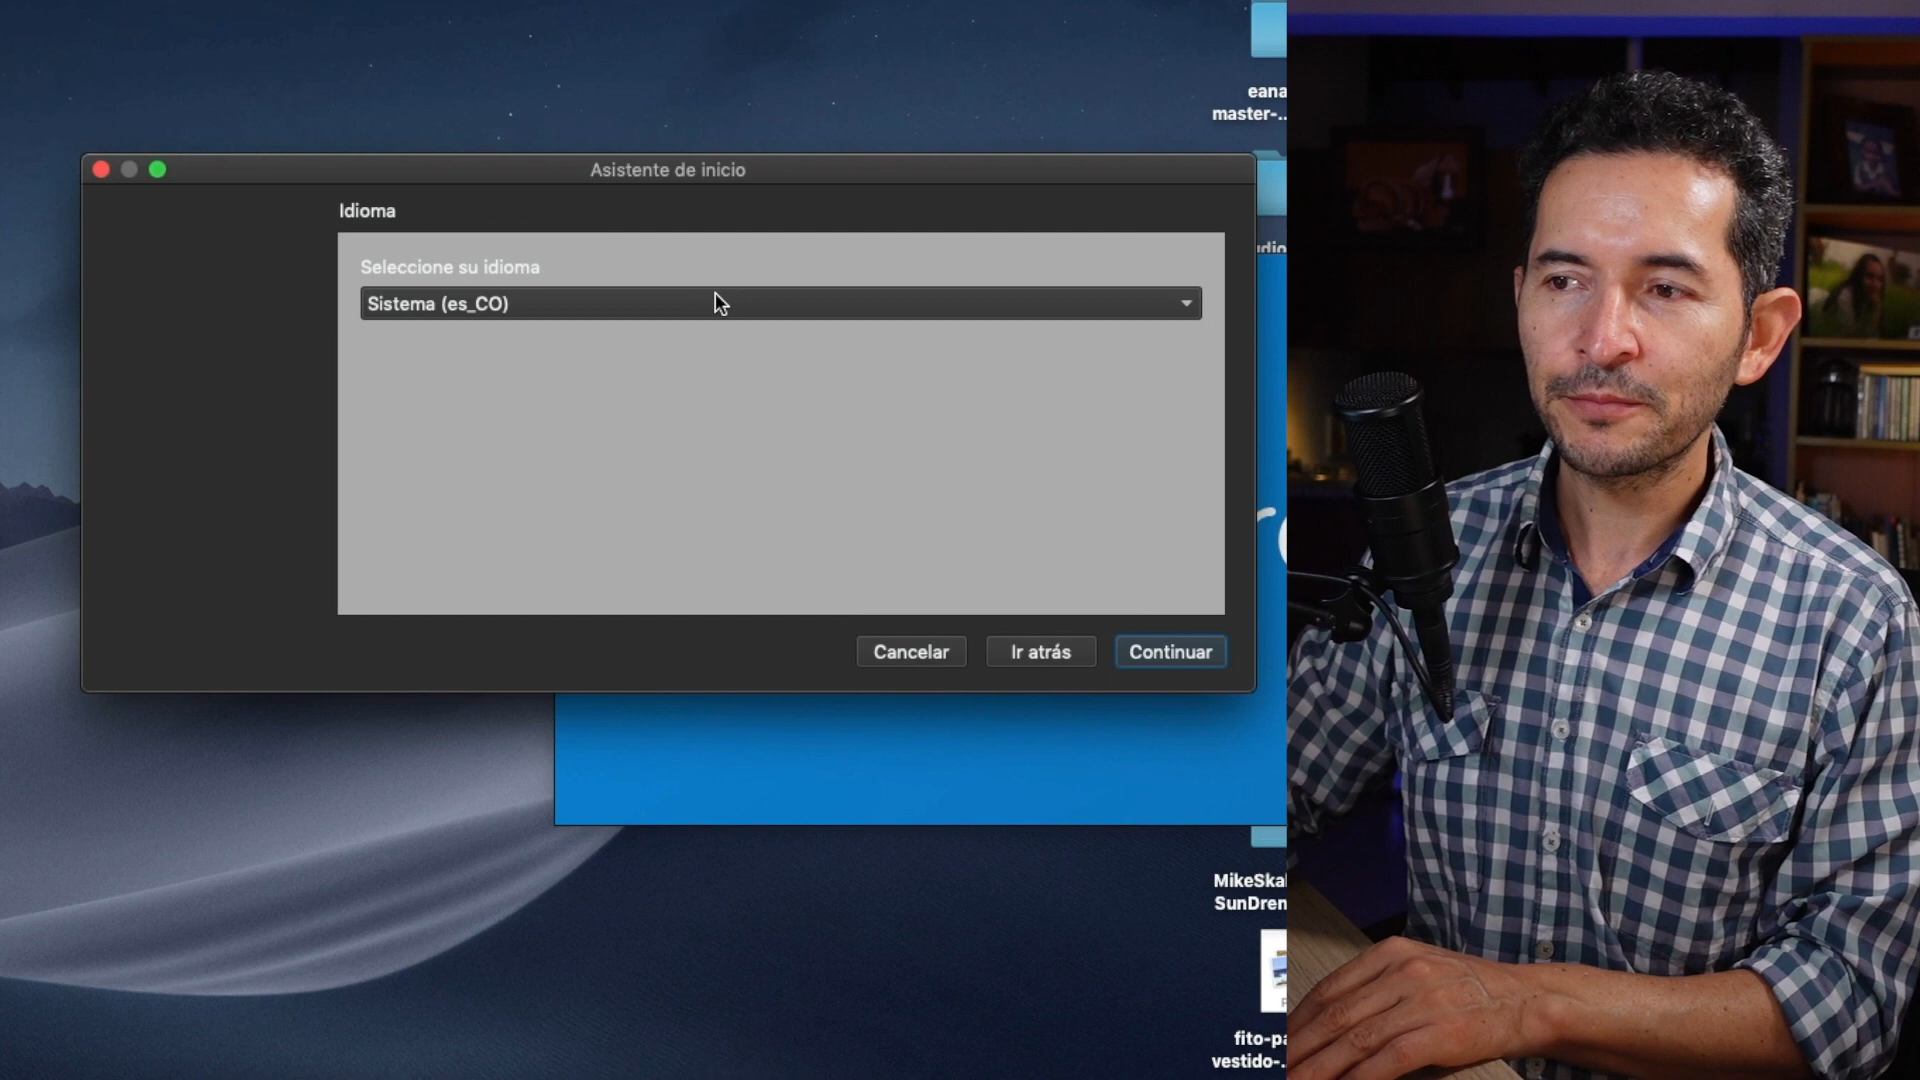 eana
master-..
Asistente de inicio
Idioma
Seleccione su idioma
Sistema (es_CO)
Cancelar
Ir atrás
Continuar
MikeSka
SunDren
fito-pa
vestido-..